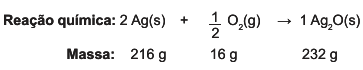 Reação química: 2 Ag(s) + 1/2 O₂(g) → 1 Ag₂O(s)
Massa: 216 g 16 g 232 g